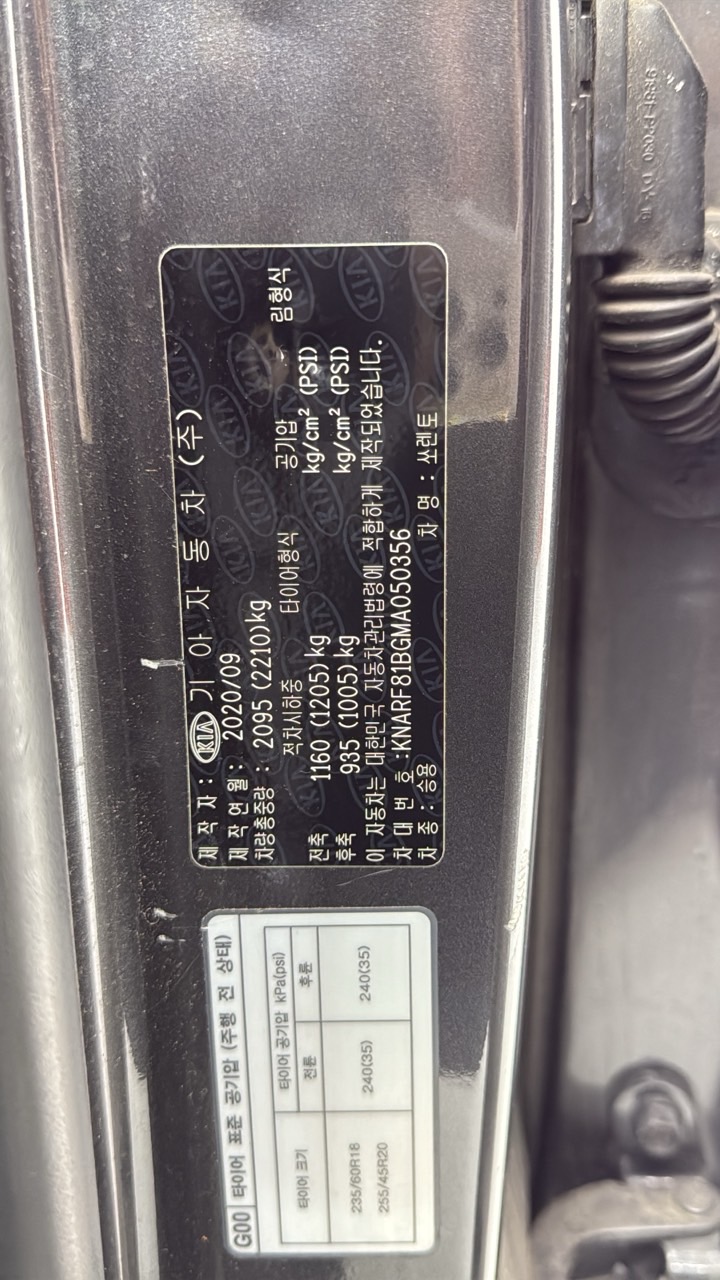 제 작 자 : KIA 기 아 자 동 차 (주)
제 작 연 월 : 2020/09
차량총중량 : 2095 (2210)kg
적차시하중 타이어형식 공기압 림형식
전축 1160 (1205)kg kg/cm² (PSI)
후축 935 (1005)kg kg/cm² (PSI)
이 자동차는 대한민국 자동차관리법령에 적합하게 제작되었습니다.
차 대 번 호 :KNARF81BGMA050356
차 종 : 승용 차 명 : 쏘렌토
G00 타이어 표준 공기압 (주행 전 상태)
타이어 크기 타이어 공기압 kPa(psi)
전륜 후륜
235/60R18
255/45R20
240(35) 240(35)